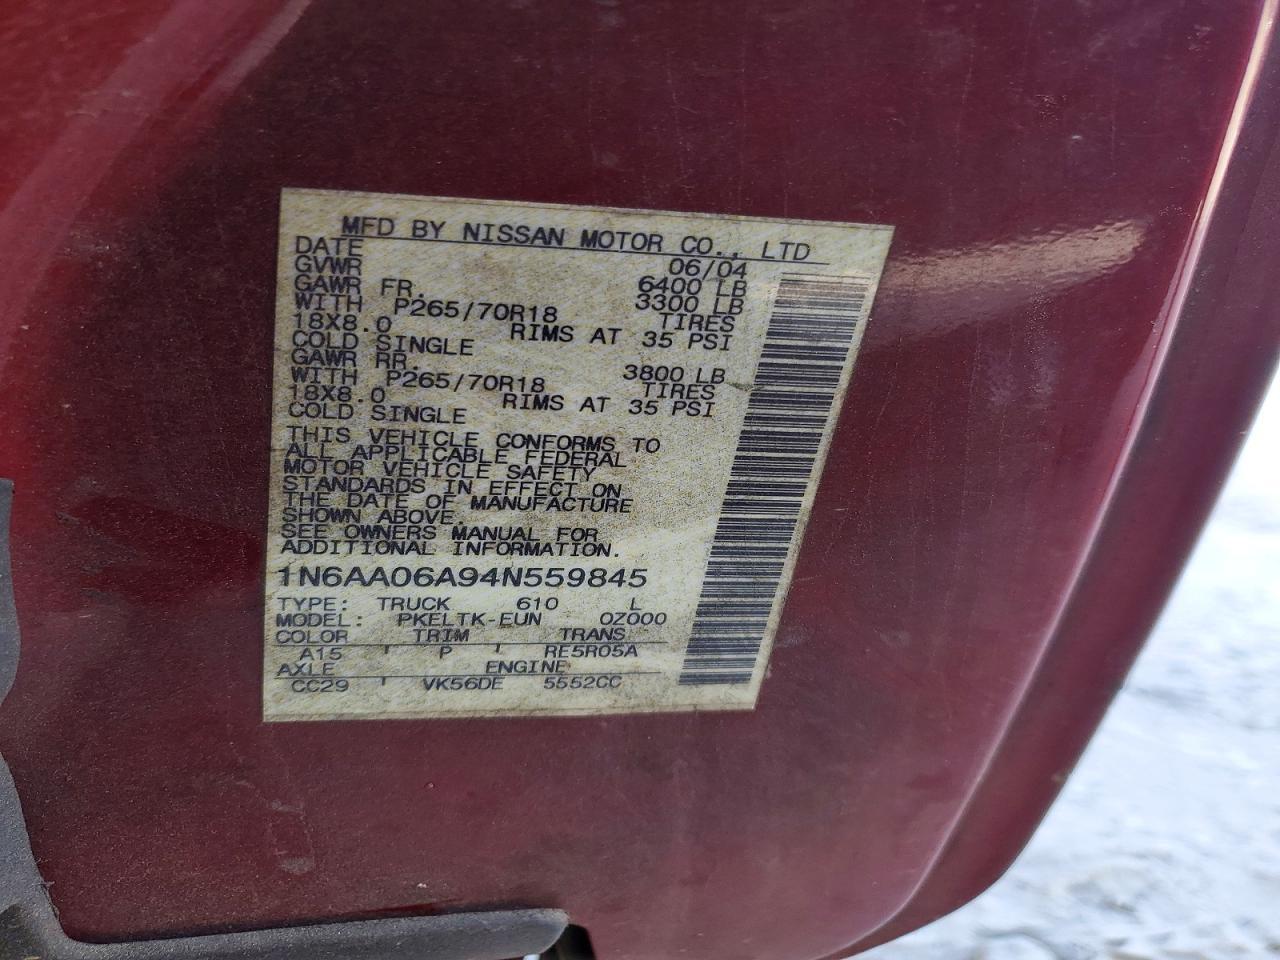 MFD BY NISSAN MOTOR CO., LTD
DATE 06/04
GVWR 6400 LB
GAWR FR. 3300 LB
WITH P265/70R18 TIRES
18X8.0 RIMS AT 35 PSI
COLD SINGLE
GAWR RR. 3800 LB
WITH P265/70R18 TIRES
18X8.0 RIMS AT 35 PSI
COLD SINGLE
THIS VEHICLE CONFORMS TO
ALL APPLICABLE FEDERAL
MOTOR VEHICLE SAFETY
STANDARDS IN EFFECT ON
THE DATE OF MANUFACTURE
SHOWN ABOVE.
SEE OWNERS MANUAL FOR
ADDITIONAL INFORMATION.
1N6AA06A94N559845
TYPE: TRUCK 610 L
MODEL: PKELTK-EUN 0Z000
COLOR TRIM TRANS
A15 ' P ' RE5R05A
AXLE ENGINE
CC29 ' VK56DE 5552CC